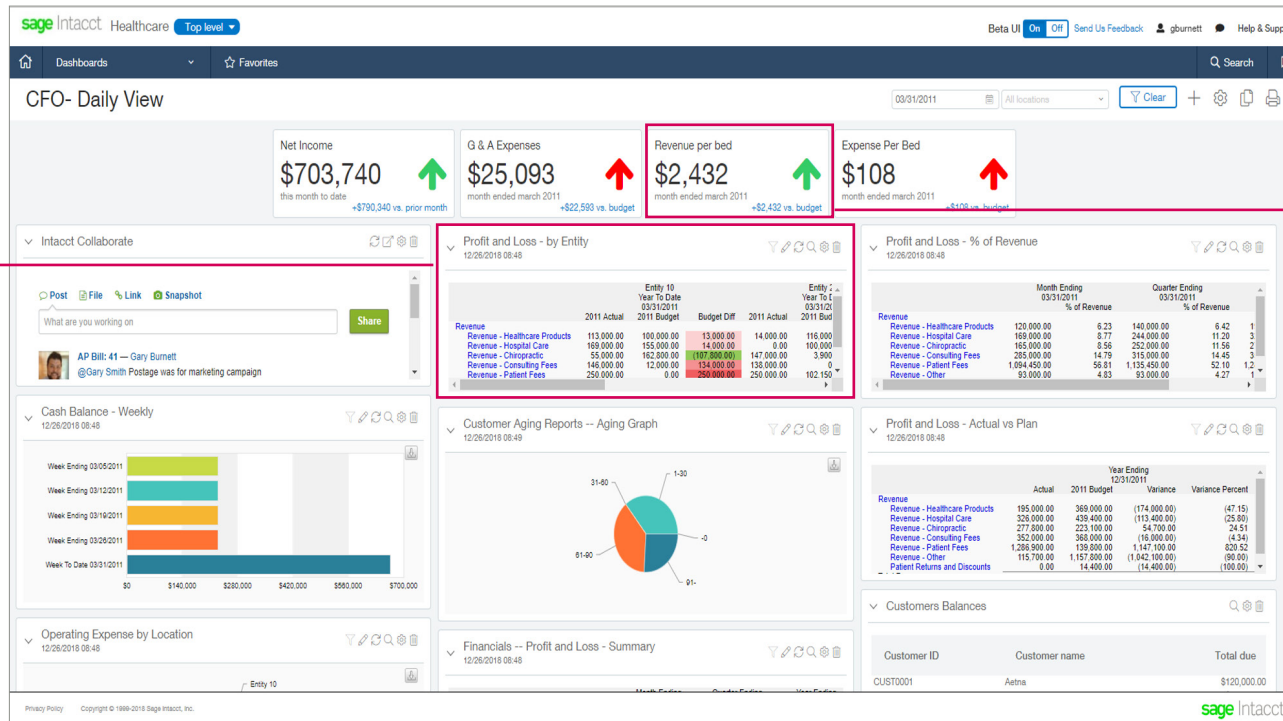 sage Intacct Healthcare Top level
Beta UI On Off Send Us Feedback gburnett Help & Supp
Dashboards Favorites Search
CFO- Daily View
03/31/2011 All locations Clear
Net Income
$703,740
this month to date
+$790,340 vs. prior month
G & A Expenses
$25,093
month ended march 2011
+$22,593 vs. budget
Revenue per bed
$2,432
month ended march 2011
+$2,432 vs. budget
Expense Per Bed
$108
month ended march 2011
+$108 vs. budget
Intacct Collaborate
Post File Link Snapshot
What are you working on
Share
AP Bill: 41 — Gary Burnett
@Gary Smith Postage was for marketing campaign
Profit and Loss - by Entity
12/26/2018 08:48
Entity 10 Entity 2
Year To Date Year To D
03/31/2011 03/31/20
2011 Actual 2011 Budget Budget Diff 2011 Actual 2011 Bud
Revenue
Revenue - Healthcare Products 113,000.00 100,000.00 13,000.00 14,000.00 116,000
Revenue - Hospital Care 169,000.00 155,000.00 14,000.00 0.00 100,000
Revenue - Chiropractic 55,000.00 162,800.00 (107,800.00) 147,000.00 3,900
Revenue - Consulting Fees 146,000.00 12,000.00 134,000.00 138,000.00 0
Revenue - Patient Fees 250,000.00 0.00 250,000.00 250,000.00 102,150
Profit and Loss - % of Revenue
12/26/2018 08:48
Month Ending Quarter Ending
03/31/2011 03/31/2011
% of Revenue % of Revenue
Revenue
Revenue - Healthcare Products 120,000.00 6.23 140,000.00 6.42 1
Revenue - Hospital Care 169,000.00 8.77 244,000.00 11.20 3
Revenue - Chiropractic 165,000.00 8.56 252,000.00 11.56 2
Revenue - Consulting Fees 285,000.00 14.79 315,000.00 14.45 3
Revenue - Patient Fees 1,094,450.00 56.81 1,135,450.00 52.10 1,2
Revenue - Other 93,000.00 4.83 93,000.00 4.27 1
Cash Balance - Weekly
12/26/2018 08:48
Week Ending 03/05/2011
Week Ending 03/12/2011
Week Ending 03/19/2011
Week Ending 03/26/2011
Week To Date 03/31/2011
$0 $140,000 $280,000 $420,000 $560,000 $700,000
Customer Aging Reports -- Aging Graph
12/26/2018 08:49
1-30
31-60
-0
61-90
91-
Profit and Loss - Actual vs Plan
12/26/2018 08:48
Year Ending
12/31/2011
Actual 2011 Budget Variance Variance Percent
Revenue
Revenue - Healthcare Products 195,000.00 369,000.00 (174,000.00) (47.15)
Revenue - Hospital Care 326,000.00 439,400.00 (113,400.00) (25.80)
Revenue - Chiropractic 277,800.00 223,100.00 54,700.00 24.51
Revenue - Consulting Fees 352,000.00 368,000.00 (16,000.00) (4.34)
Revenue - Patient Fees 1,286,900.00 139,800.00 1,147,100.00 820.52
Revenue - Other 115,700.00 1,157,800.00 (1,042,100.00) (90.00)
Patient Returns and Discounts 0.00 14,400.00 (14,400.00) (100.00)
Operating Expense by Location
12/26/2018 08:48
Entity 10
Financials -- Profit and Loss - Summary
12/26/2018 08:48
Month Ending Quarter Ending Year Ending
Customers Balances
Customer ID Customer name Total due
CUST0001 Aetna $120,000.00
Privacy Policy Copyright © 1999-2018 Sage Intacct, Inc.
sage Intacct